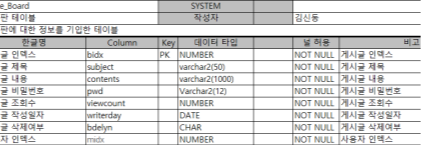 e_Board SYSTEM
판 테이블 작성자 김신동
판에 대한 정보를 기입한 테이블
한글명 Column Key 데이터 타입 널 허용 비고
글 인덱스 bidx PK NUMBER NOT NULL 게시글 인덱스
글 제목 subject varchar2(50) NOT NULL 게시글 제목
글 내용 contents varchar2(1000) NOT NULL 게시글 내용
글 비밀번호 pwd Varchar2(12) NOT NULL 게시글 비밀번호
글 조회수 viewcount NUMBER NOT NULL 게시글 조회수
글 작성일자 writerday DATE NOT NULL 게시글 작성일자
글 삭제여부 bdelyn CHAR NOT NULL 게시글 삭제여부
자 인덱스 midx NUMBER NOT NULL 사용자 인덱스